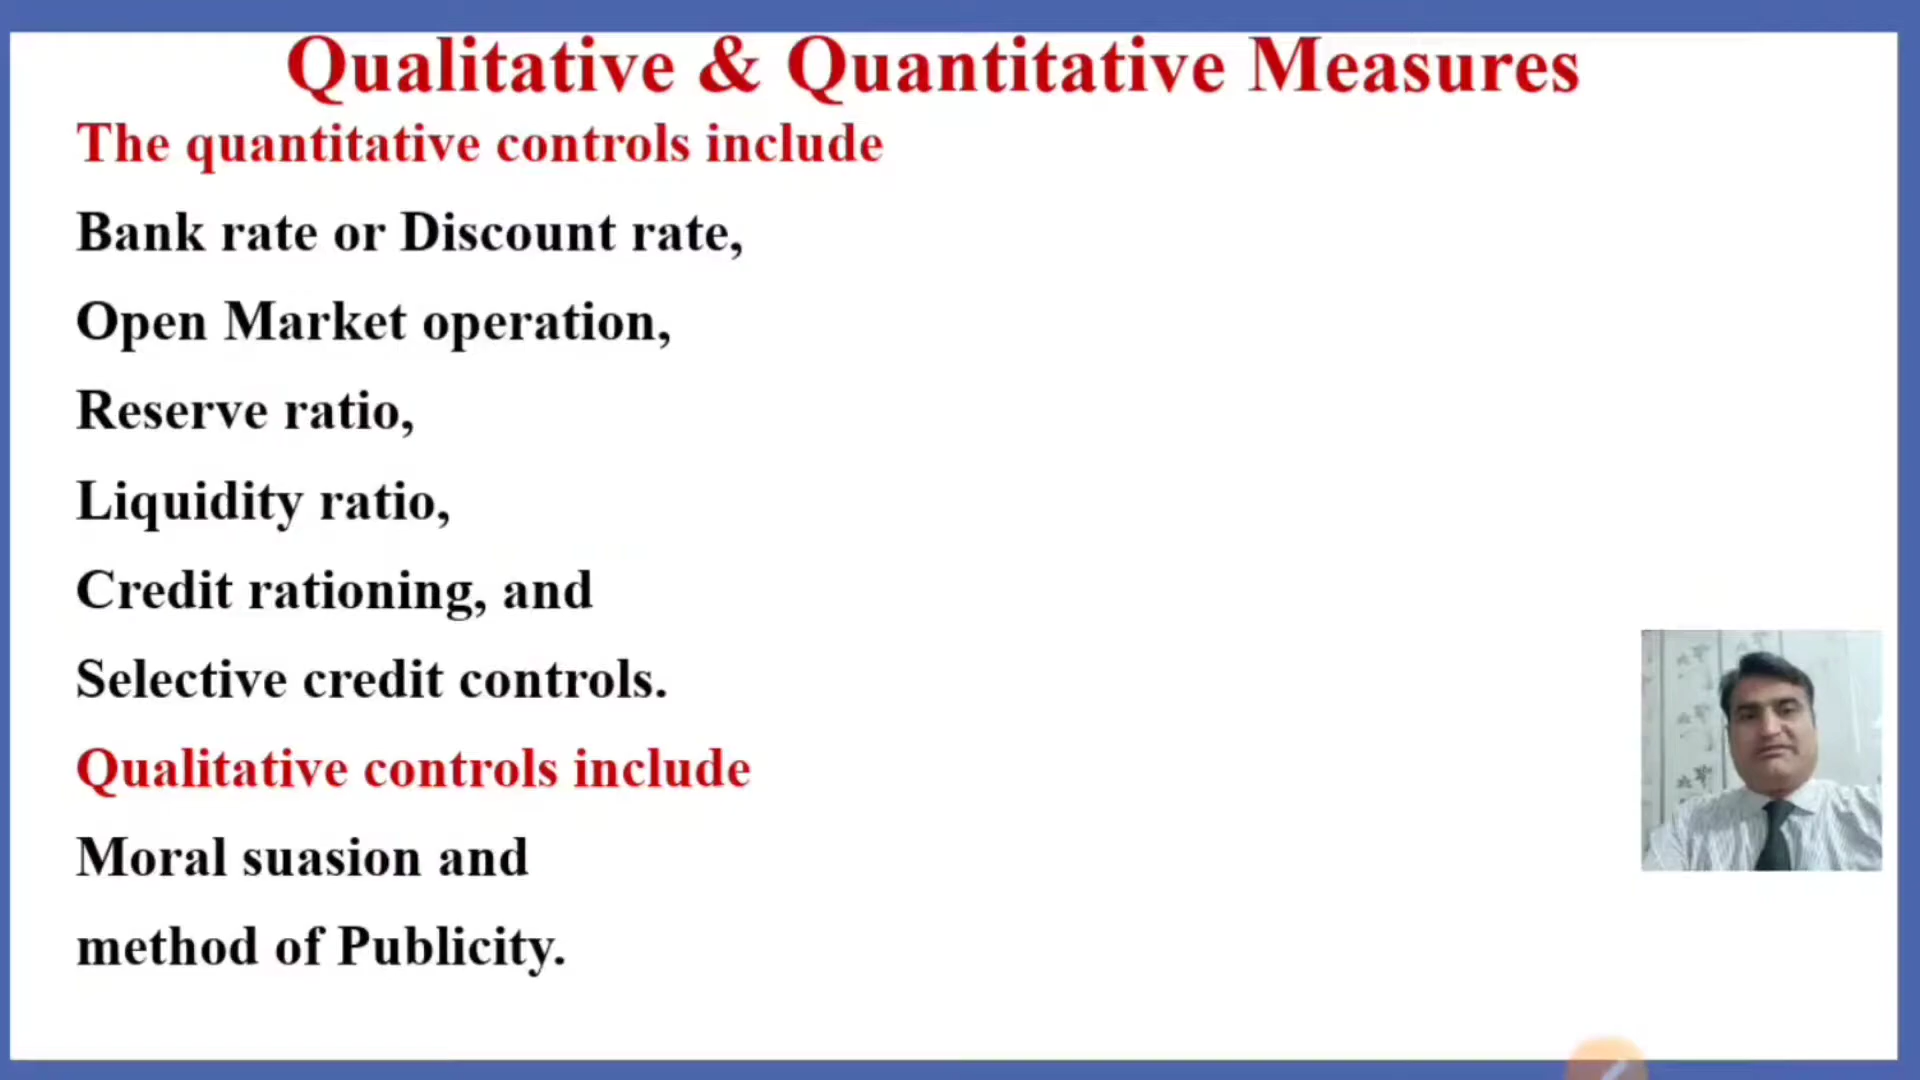 Qualitative & Quantitative Measures
The quantitative controls include
Bank rate or Discount rate,
Open Market operation,
Reserve ratio,
Liquidity ratio,
Credit rationing, and
Selective credit controls.
Qualitative controls include
Moral suasion and
method of Publicity.